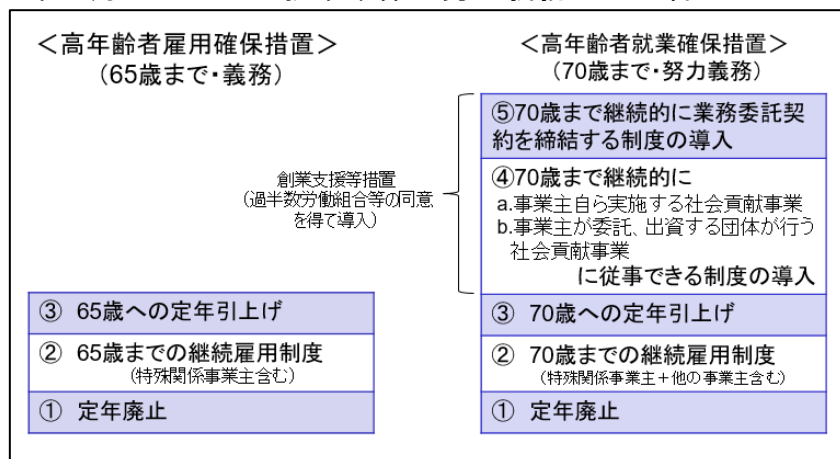 ＜高年齢者雇用確保措置＞
（65歳まで・義務）
③ 65歳への定年引上げ
② 65歳までの継続雇用制度
（特殊関係事業主含む）
① 定年廃止
＜高年齢者就業確保措置＞
（70歳まで・努力義務）
創業支援等措置
（過半数労働組合等の同意
を得て導入）
⑤70歳まで継続的に業務委託契
約を締結する制度の導入
④70歳まで継続的に
a.事業主自ら実施する社会貢献事業
b.事業主が委託、出資する団体が行う
社会貢献事業
に従事できる制度の導入
③ 70歳への定年引上げ
② 70歳までの継続雇用制度
（特殊関係事業主＋他の事業主含む）
① 定年廃止